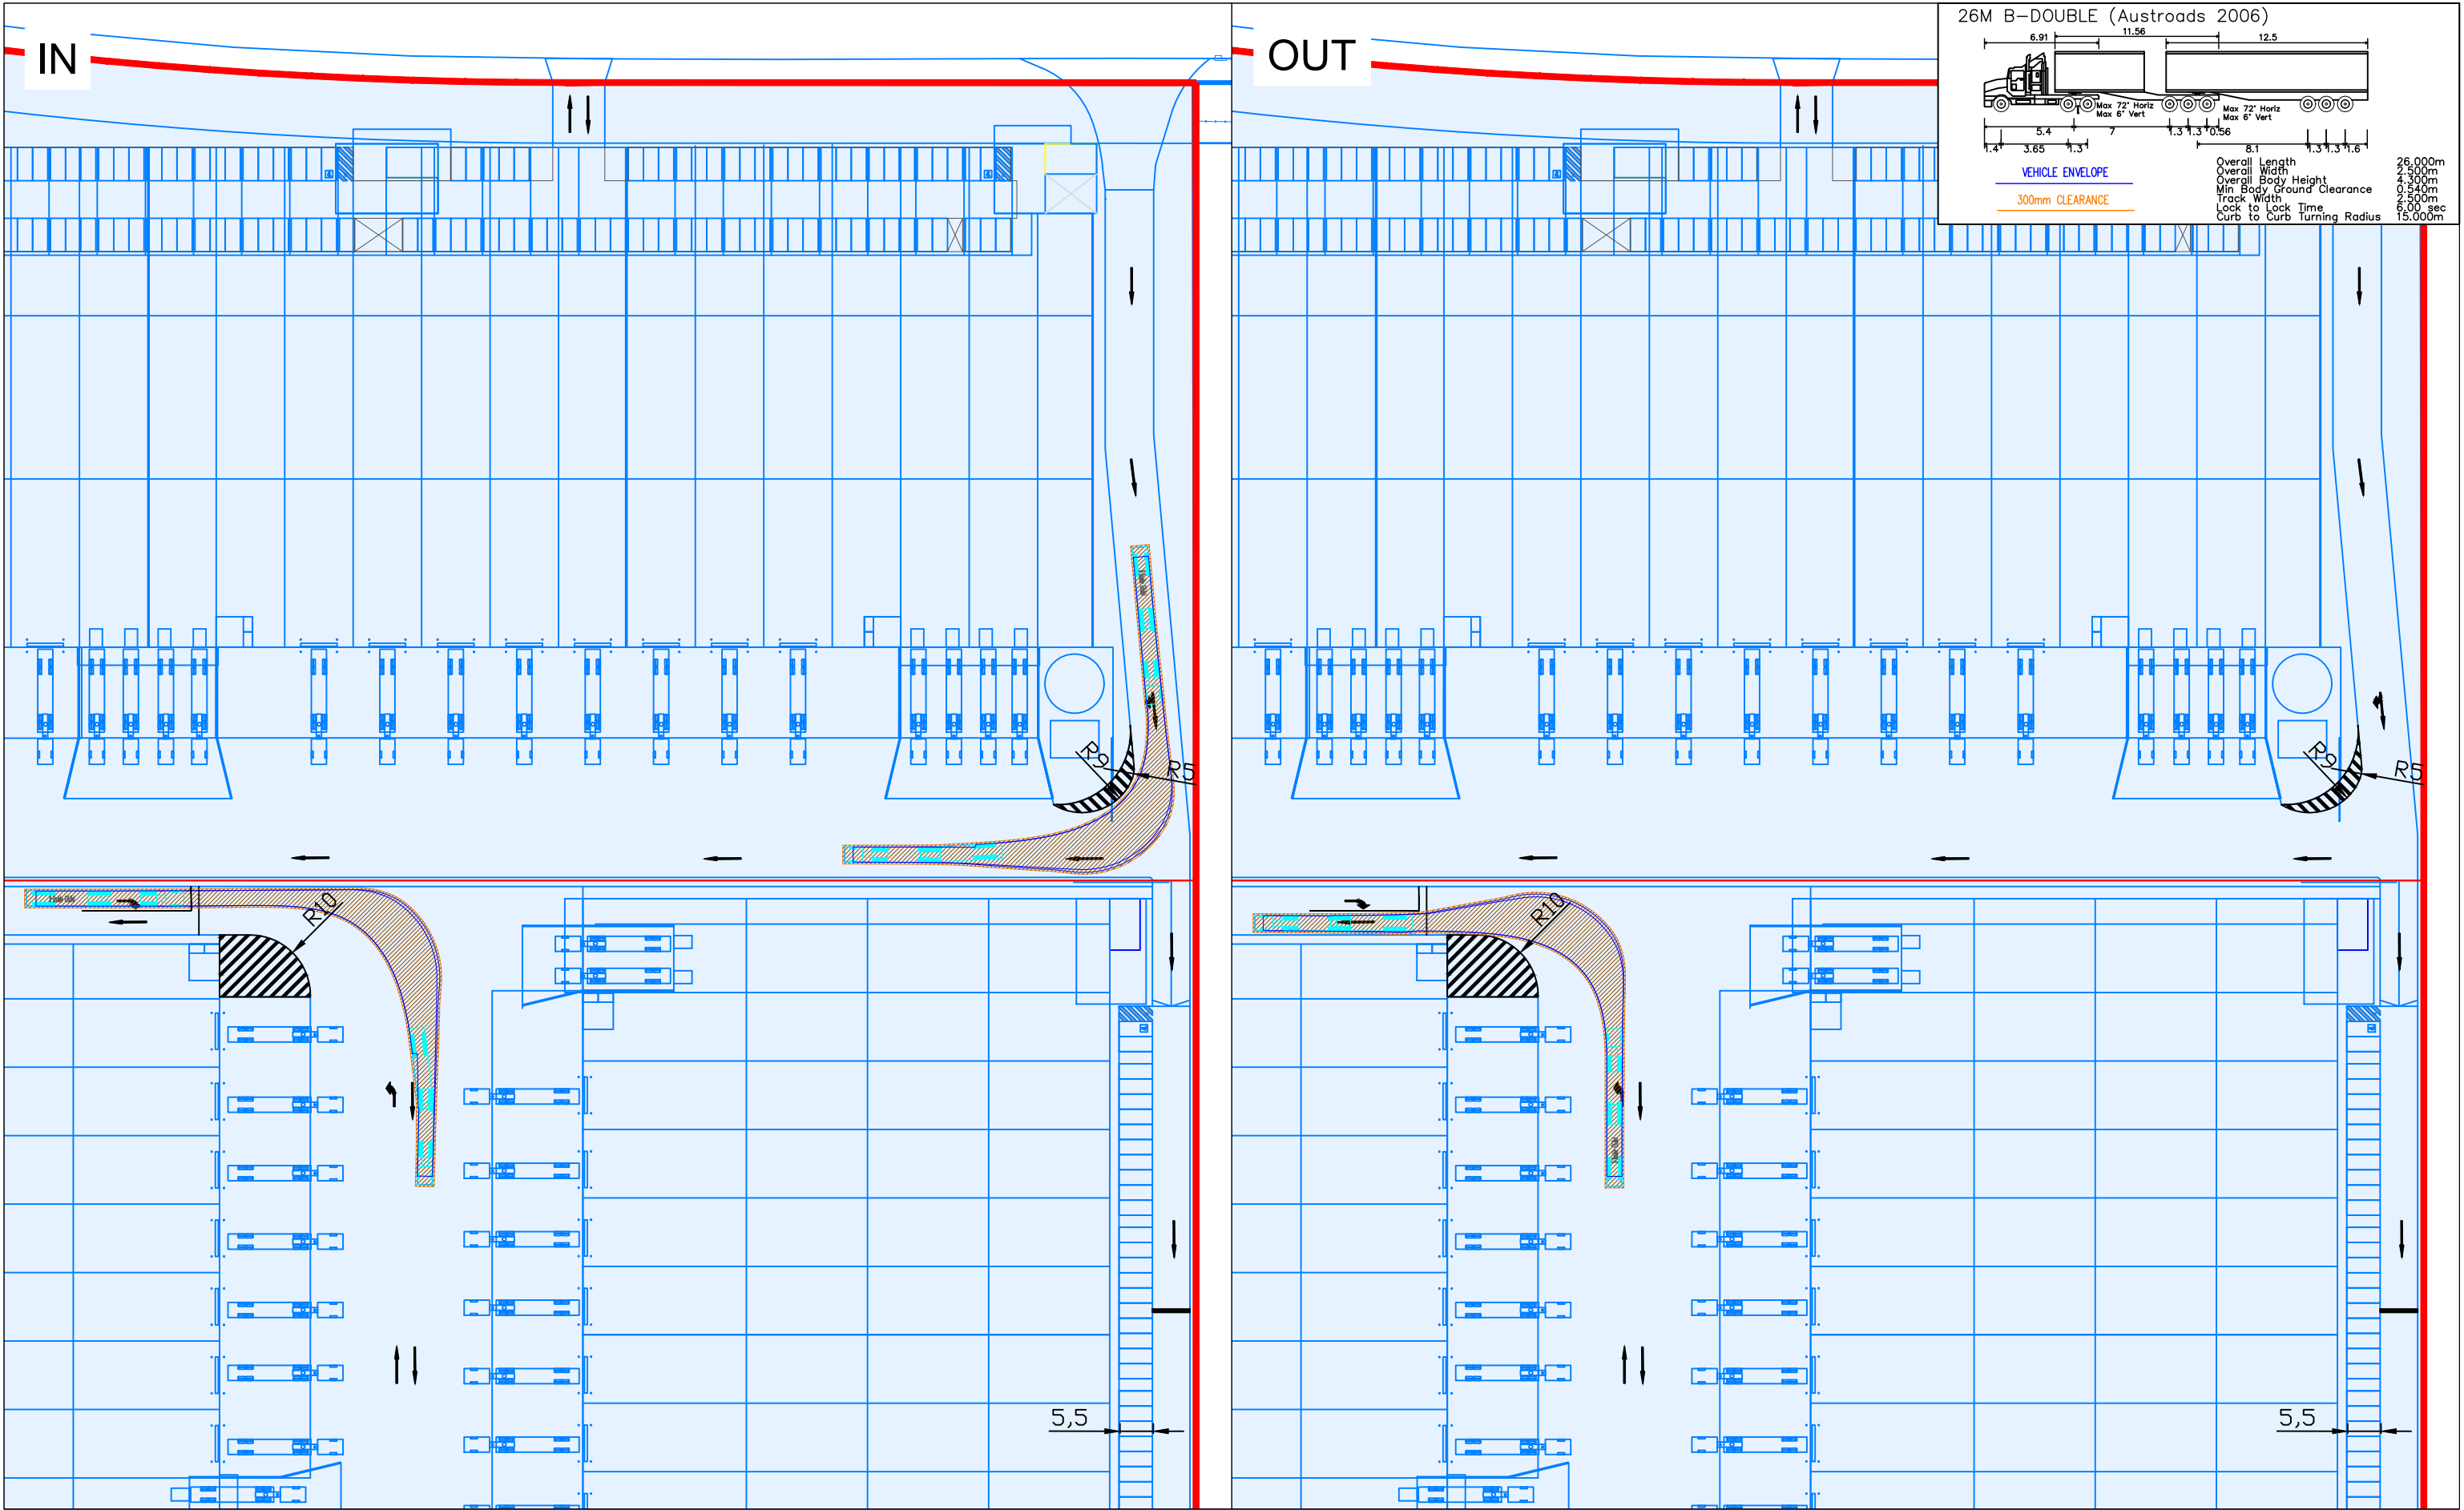 IN
OUT
26M B-DOUBLE (Austroads 2006)
11.56
6.91
12.5
Max 72° Horiz
Max 6° Vert
Max 72° Horiz
Max 6° Vert
5.4
7
1.3
1.3
0.56
1.4
3.65
1.3
8.1
1.3
1.3
1.6
VEHICLE ENVELOPE
300mm CLEARANCE
Overall Length 26.000m
Overall Width 2.500m
Overall Body Height 4.300m
Min Body Ground Clearance 0.540m
Track Width 2.500m
Lock to Lock Time 6.00 sec
Curb to Curb Turning Radius 15.000m
R9
R5
R9
R5
R10
R10
5,5
5,5